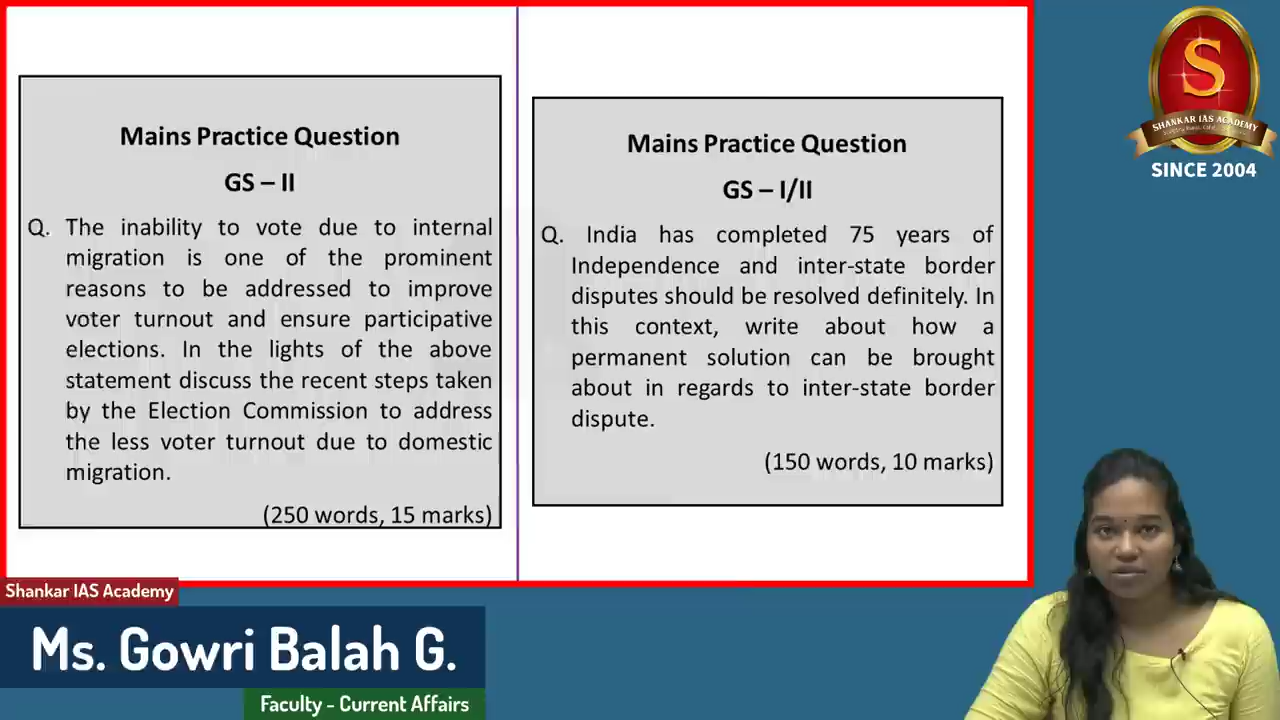 Mains Practice Question
GS – II
Q. The inability to vote due to internal
migration is one of the prominent
reasons to be addressed to improve
voter turnout and ensure participative
elections. In the lights of the above
statement discuss the recent steps taken
by the Election Commission to address
the less voter turnout due to domestic
migration.
(250 words, 15 marks)
Mains Practice Question
GS – I/II
Q. India has completed 75 years of
Independence and inter-state border
disputes should be resolved definitely. In
this context, write about how a
permanent solution can be brought
about in regards to inter-state border
dispute.
(150 words, 10 marks)
S
SHANKAR IAS ACADEMY
SINCE 2004
Shankar IAS Academy
Ms. Gowri Balah G.
Faculty - Current Affairs